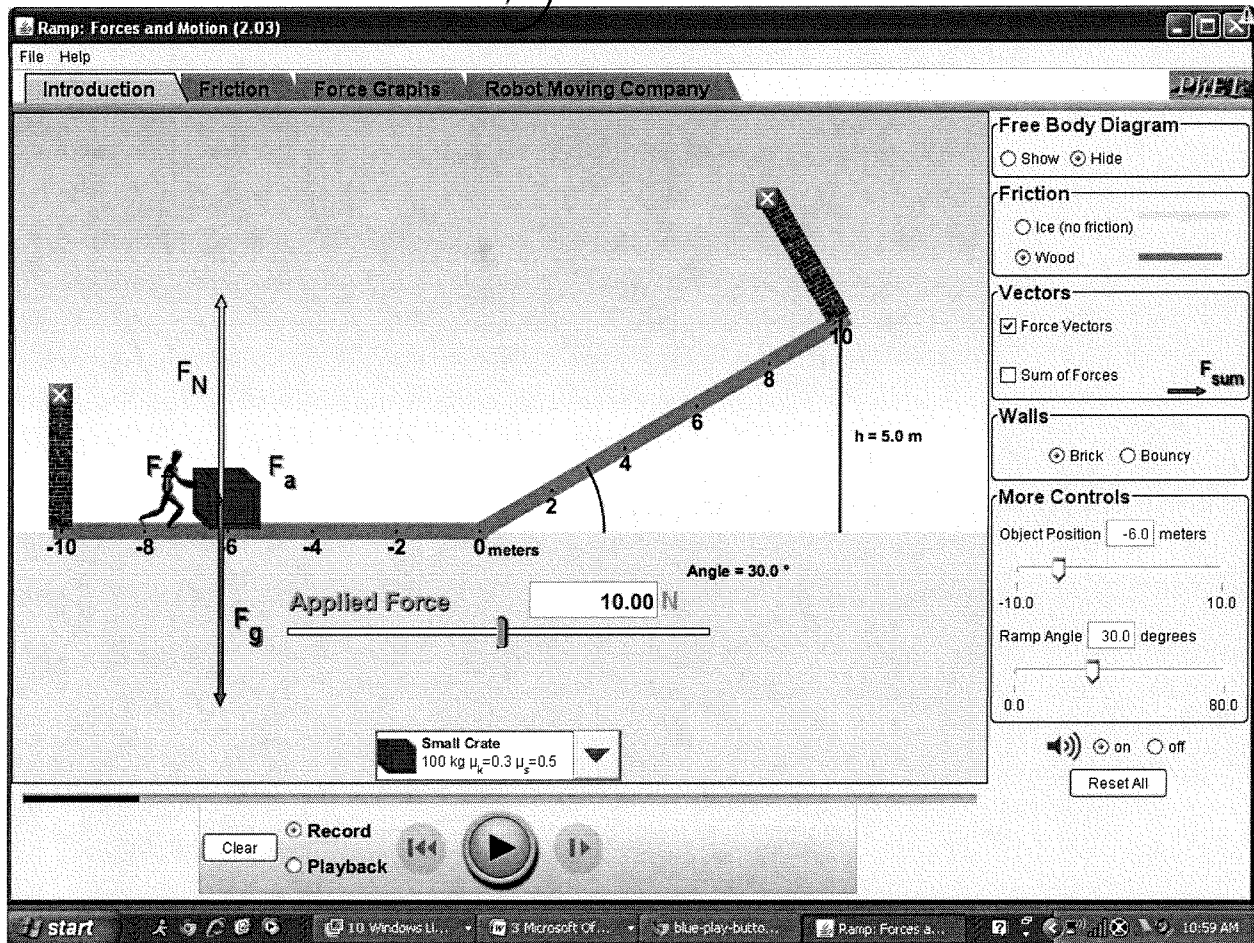 Ramp: Forces and Motion (2.03)
File Help
Introduction Friction Force Graphs Robot Moving Company
PhET
Free Body Diagram
Show Hide
Friction
Ice (no friction)
Wood
Vectors
Force Vectors
Sum of Forces
Fsum
Walls
Brick Bouncy
More Controls
Object Position -6.0 meters
-10.0 10.0
Ramp Angle 30.0 degrees
0.0 80.0
on off
Reset All
10
8
6
4
2
h = 5.0 m
FN
F
Fa
-10 -8 -6 -4 -2 0 meters
Angle = 30.0 °
Fg
Applied Force 10.00 N
Small Crate
100 kg μk=0.3 μs=0.5
Clear
Record
Playback
start 10 Windows Li... 3 Microsoft Of... blue-play-butto... Ramp: Forces a... 10:59 AM